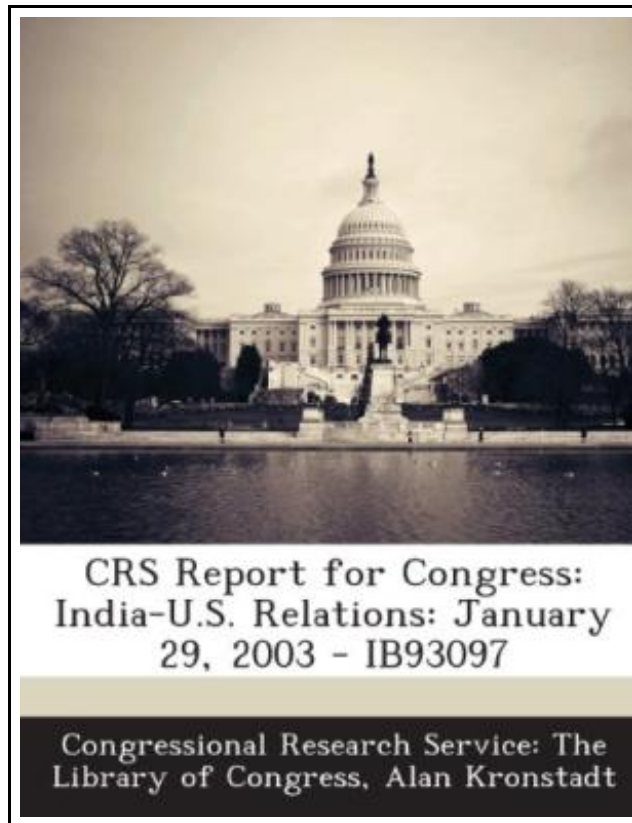 CRS Report for Congress:
India-U.S. Relations: January
29, 2003 - IB93097
Congressional Research Service: The
Library of Congress, Alan Kronstadt